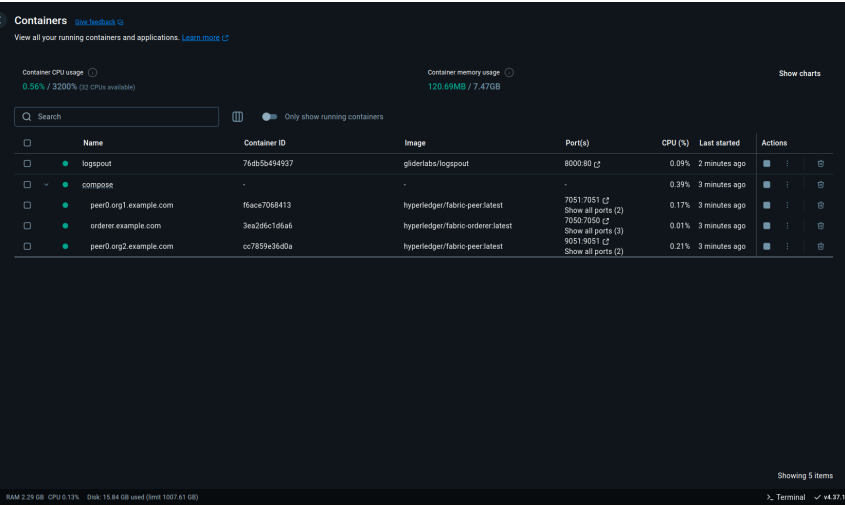 Containers Give feedback
View all your running containers and applications. Learn more
Container CPU usage
0.56% / 3200% (32 CPUs available)
Container memory usage
120.69MB / 7.47GB
Show charts
Search
Only show running containers
Name Container ID Image Port(s) CPU (%) Last started Actions
logspout 76db5b494937 gliderlabs/logspout 8000:80 0.09% 2 minutes ago
compose - - - 0.39% 3 minutes ago
peer0.org1.example.com f6ace7068413 hyperledger/fabric-peer:latest 7051:7051 0.17% 3 minutes ago
Show all ports (2)
orderer.example.com 3ea2d6c1d6a6 hyperledger/fabric-orderer:latest 7050:7050 0.01% 3 minutes ago
Show all ports (3)
peer0.org2.example.com cc7859e36d0a hyperledger/fabric-peer:latest 9051:9051 0.21% 3 minutes ago
Show all ports (2)
Showing 5 items
RAM 2.29 GB CPU 0.13% Disk: 15.84 GB used (limit 1007.61 GB) Terminal v4.37.1